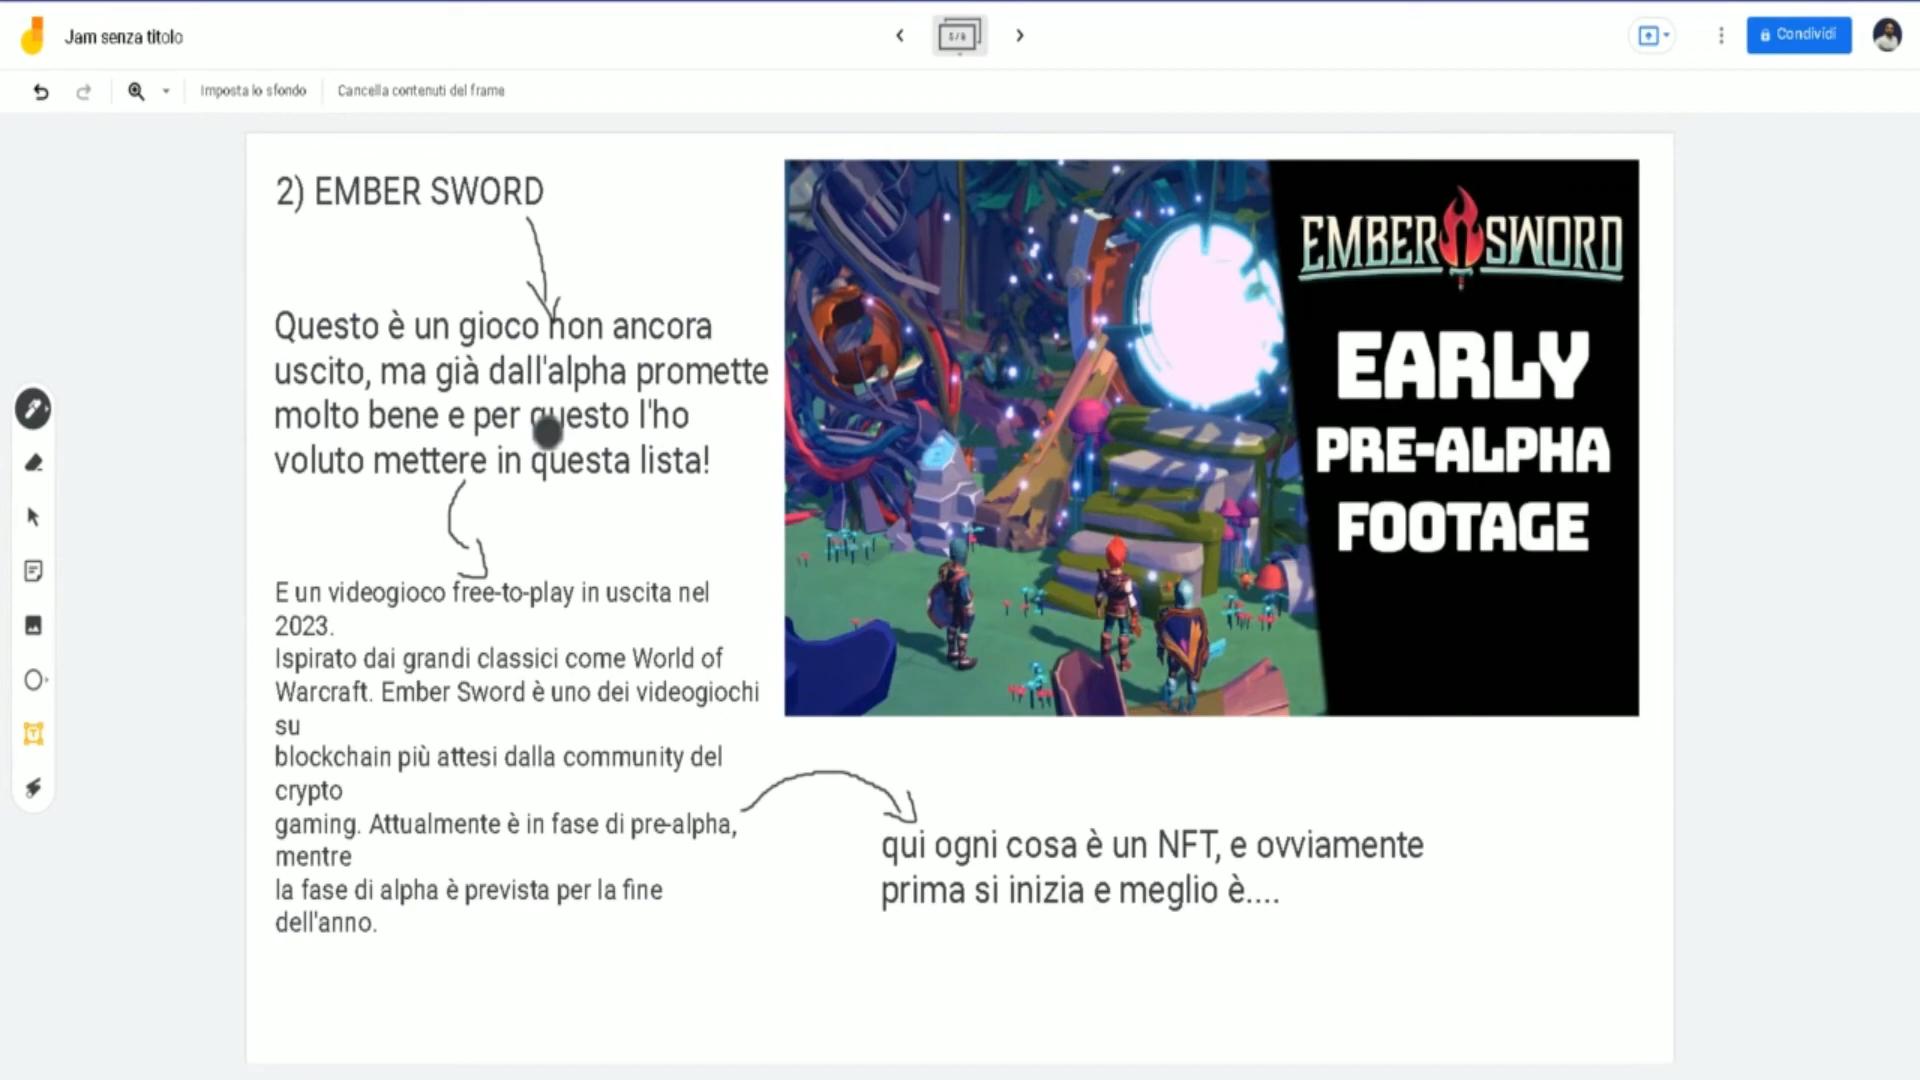 Jam senza titolo
5/8
Condividi
Imposta lo sfondo
Cancella contenuti del frame
2) EMBER SWORD
Questo è un gioco non ancora
uscito, ma già dall'alpha promette
molto bene e per questo l'ho
voluto mettere in questa lista!
E un videogioco free-to-play in uscita nel
2023.
Ispirato dai grandi classici come World of
Warcraft. Ember Sword è uno dei videogiochi
su
blockchain più attesi dalla community del
crypto
gaming. Attualmente è in fase di pre-alpha,
mentre
la fase di alpha è prevista per la fine
dell'anno.
EMBER SWORD
EARLY
PRE-ALPHA
FOOTAGE
qui ogni cosa è un NFT, e ovviamente
prima si inizia e meglio è....